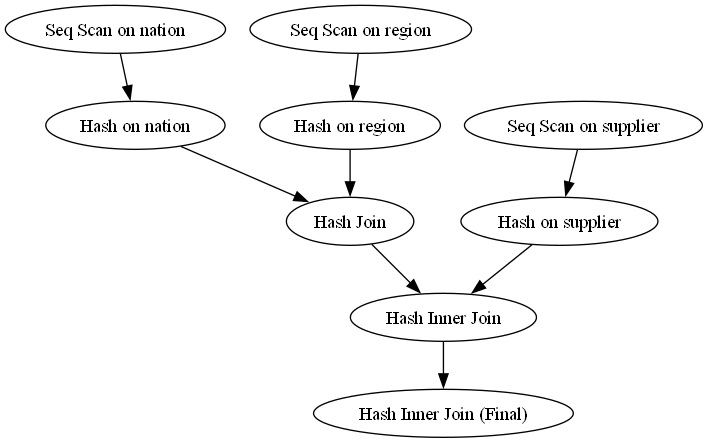 Seq Scan on nation
Seq Scan on region
Hash on nation
Hash on region
Seq Scan on supplier
Hash Join
Hash on supplier
Hash Inner Join
Hash Inner Join (Final)